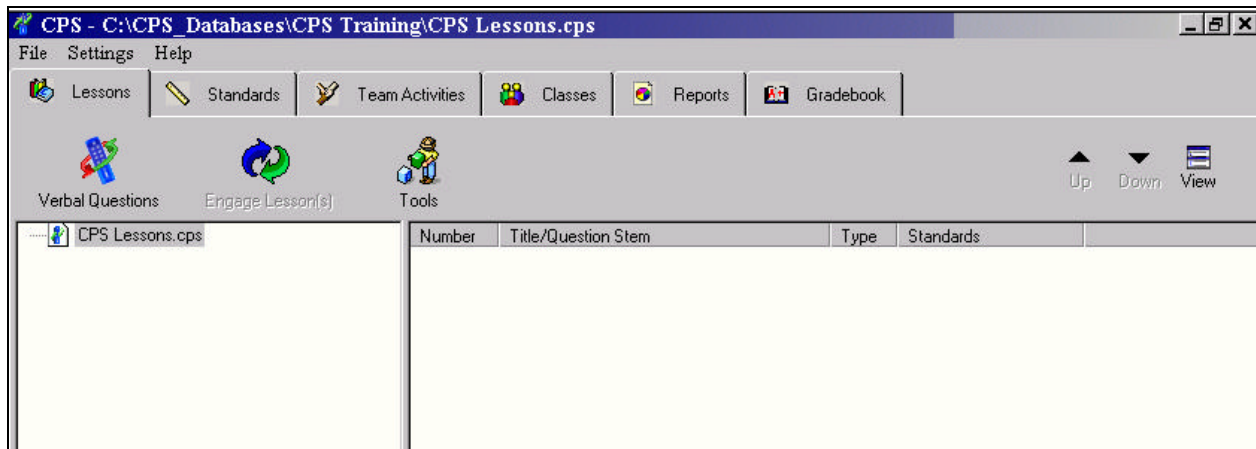 CPS - C:\CPS_Databases\CPS Training\CPS Lessons.cps
File Settings Help
Lessons Standards Team Activities Classes Reports A+ Gradebook
Verbal Questions Engage Lesson(s) Tools Up Down View
CPS Lessons.cps Number Title/Question Stem Type Standards